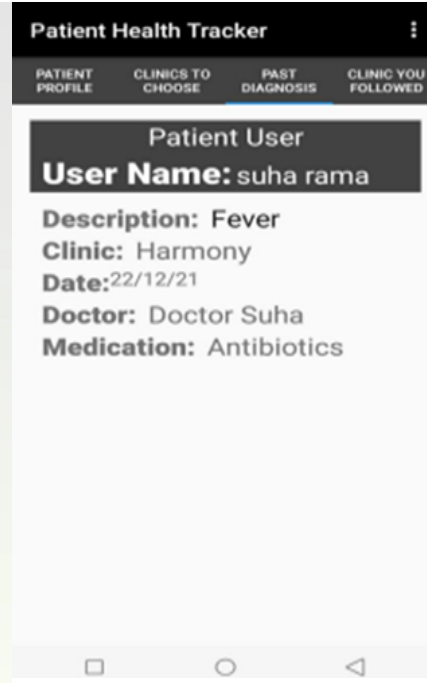 Patient Health Tracker
PATIENT PROFILE
CLINICS TO CHOOSE
PAST DIAGNOSIS
CLINIC YOU FOLLOWED
Patient User
User Name: suha rama
Description: Fever
Clinic: Harmony
Date:22/12/21
Doctor: Doctor Suha
Medication: Antibiotics